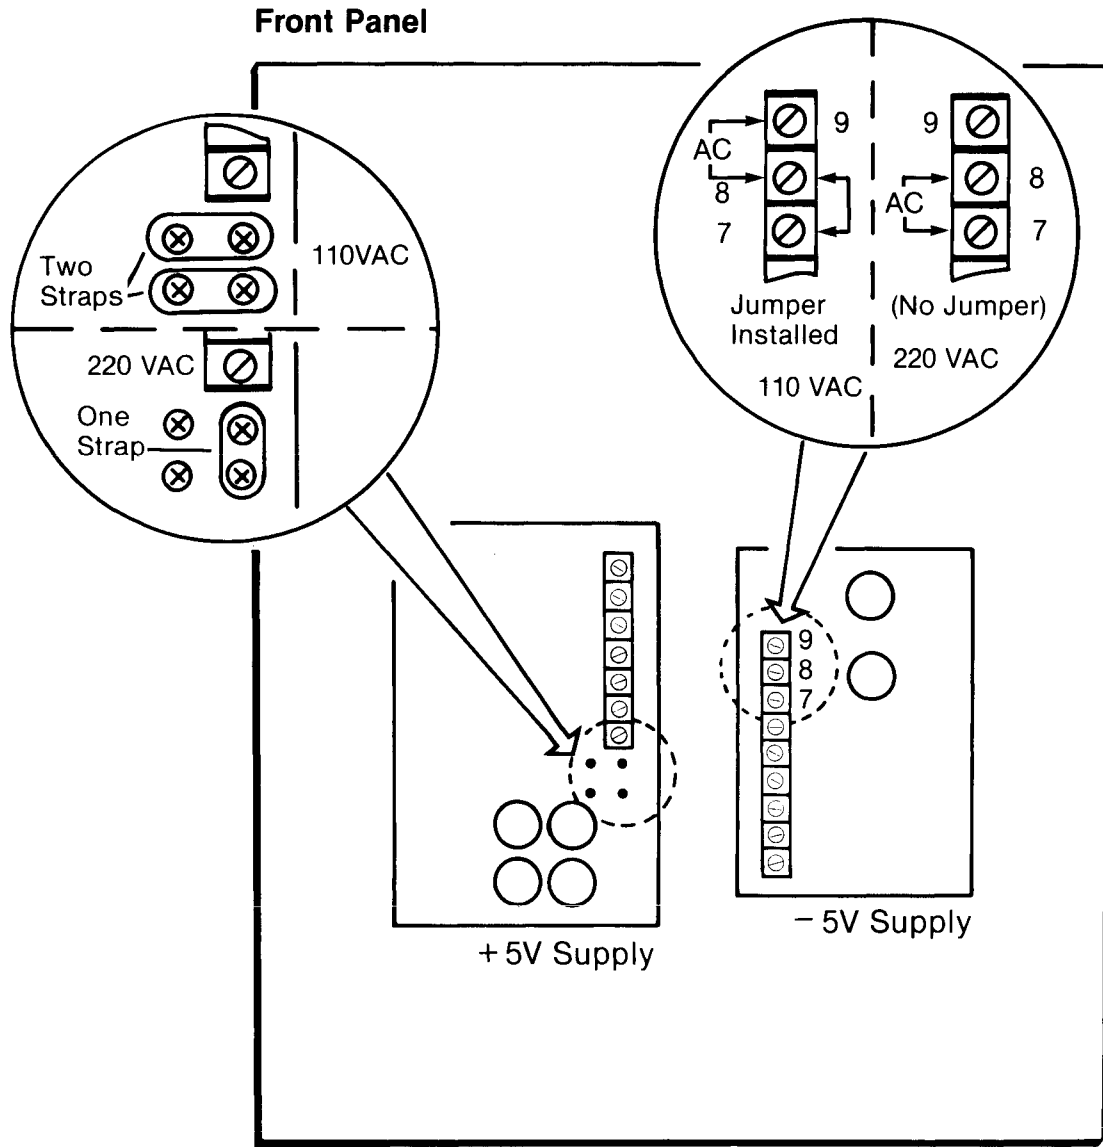 Front Panel
Two
Straps
110VAC
220 VAC
One
Strap
AC
9
8
7
Jumper
Installed
110 VAC
9
AC
8
7
(No Jumper)
220 VAC
9
8
7
+5V Supply
−5V Supply